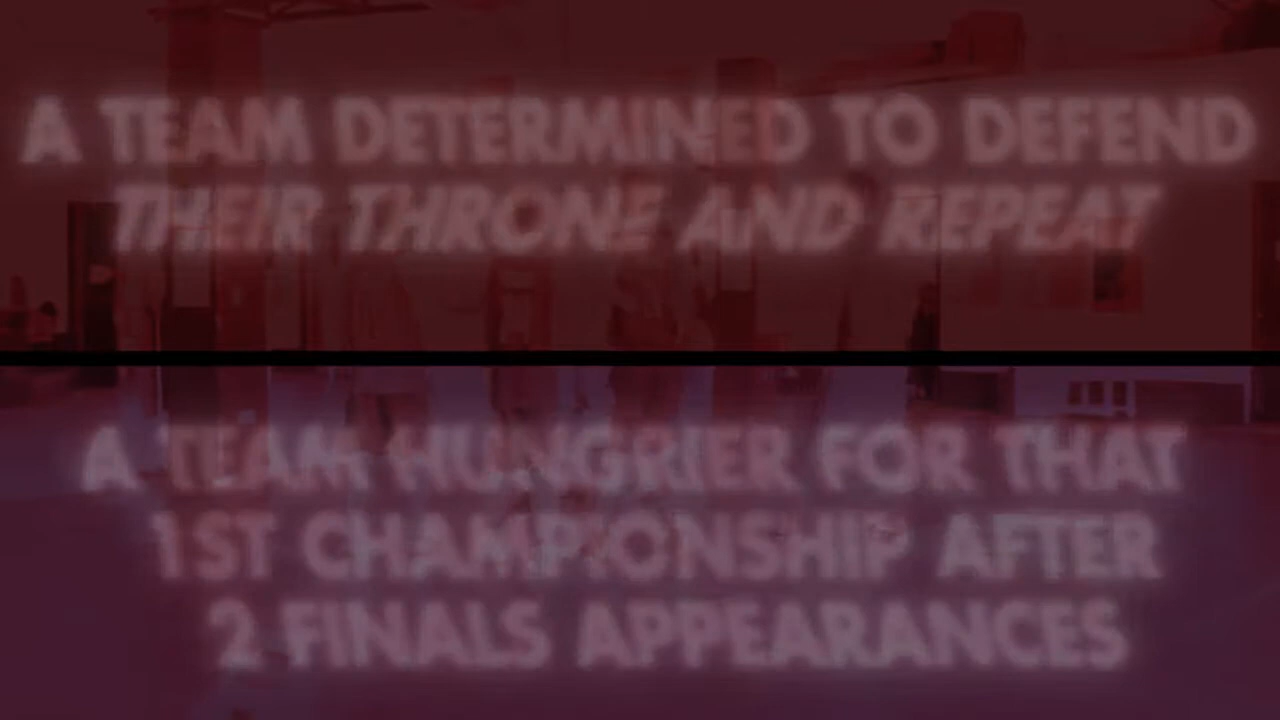 A TEAM DETERMINED TO DEFEND
THEIR THRONE AND REPEAT
A TEAM HUNGRIER FOR THAT
1ST CHAMPIONSHIP AFTER
2 FINALS APPEARANCES